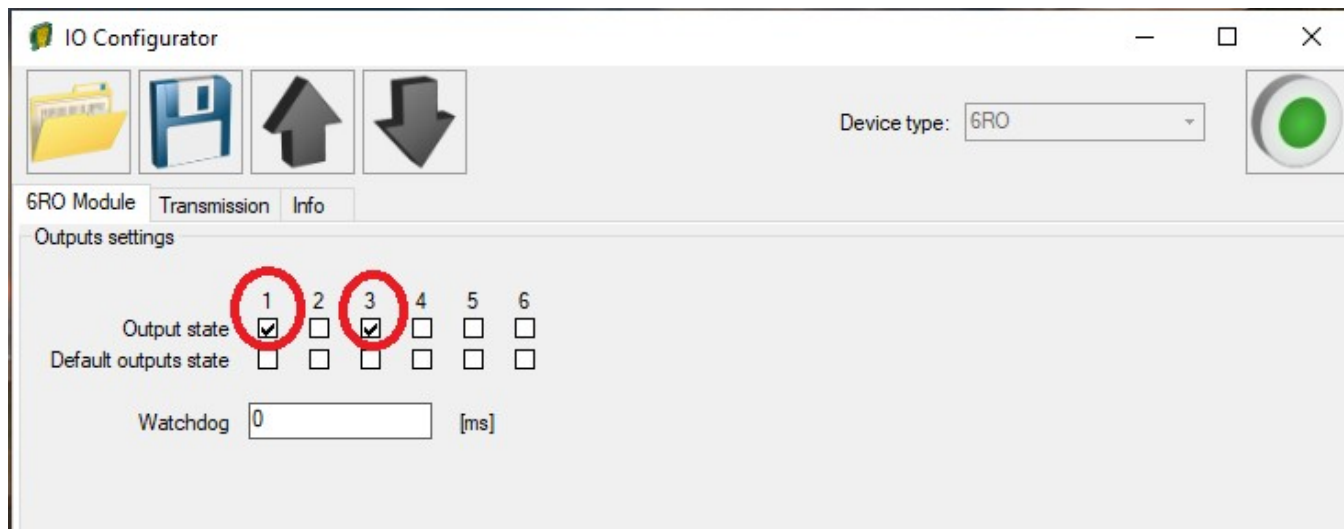 IO Configurator
Device type: 6RO
6RO Module Transmission Info
Outputs settings
1 2 3 4 5 6
Output state
Default outputs state
Watchdog 0 [ms]